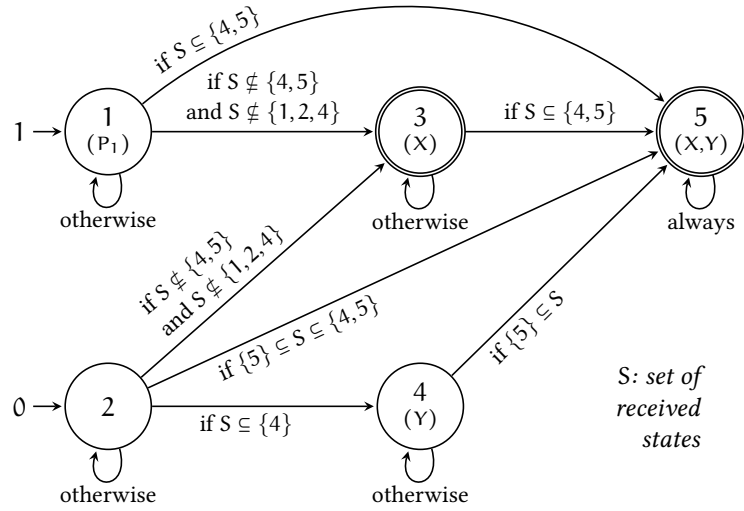 if S ⊆ {4,5}
1
1
(P₁)
if S ⊈ {4,5}
and S ⊈ {1,2,4}
3
(X)
if S ⊆ {4,5}
5
(X,Y)
otherwise
otherwise
always
if S ⊈ {4,5}
and S ⊈ {1,2,4}
if {5} ⊆ S ⊆ {4,5}
if {5} ⊆ S
0
2
if S ⊆ {4}
4
(Y)
S: set of
received
states
otherwise
otherwise